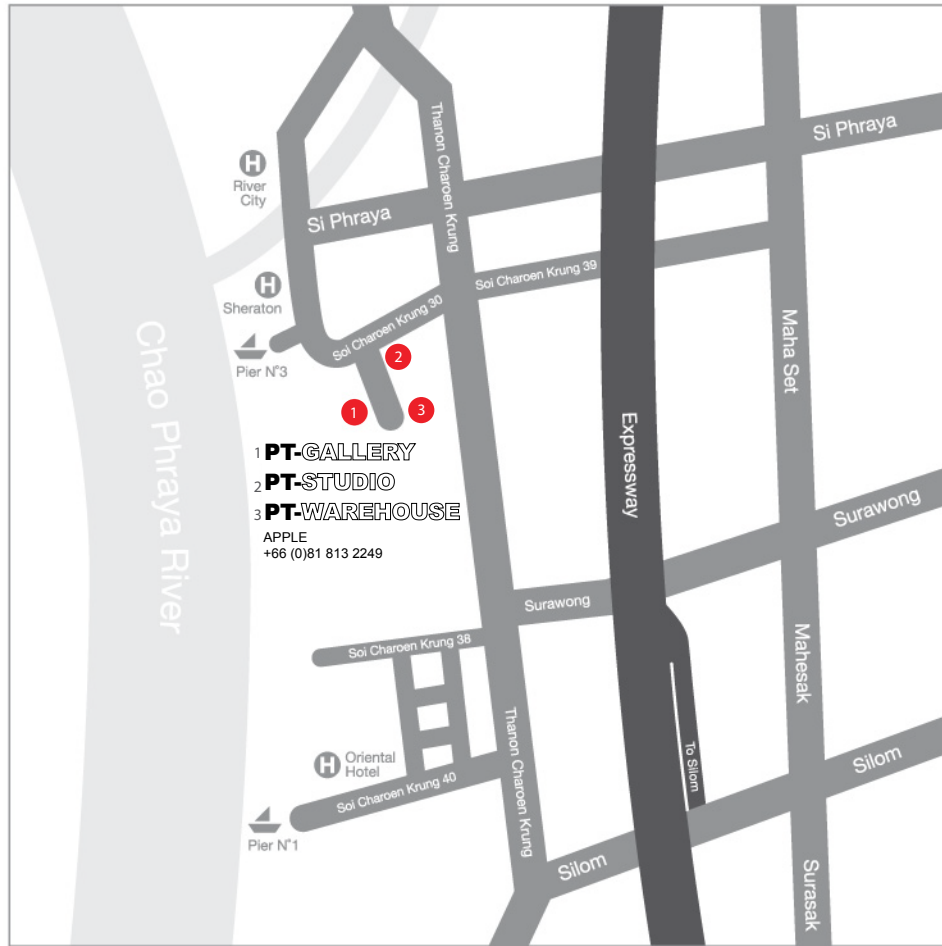 Si Phraya
Thanon Charoen Krung
H
River
City
Si Phraya
Soi Charoen Krung 39
H
Sheraton
Soi Charoen Krung 30
Pier N°3
2
1
3
Maha Set
Chao Phraya River
Expressway
1 PT-GALLERY
2 PT-STUDIO
3 PT-WAREHOUSE
APPLE
+66 (0)81 813 2249
Surawong
Surawong
Soi Charoen Krung 38
Mahesak
Thanon Charoen Krung
To Silom
H
Oriental
Hotel
Silom
Soi Charoen Krung 40
Pier N°1
Silom
Surasak